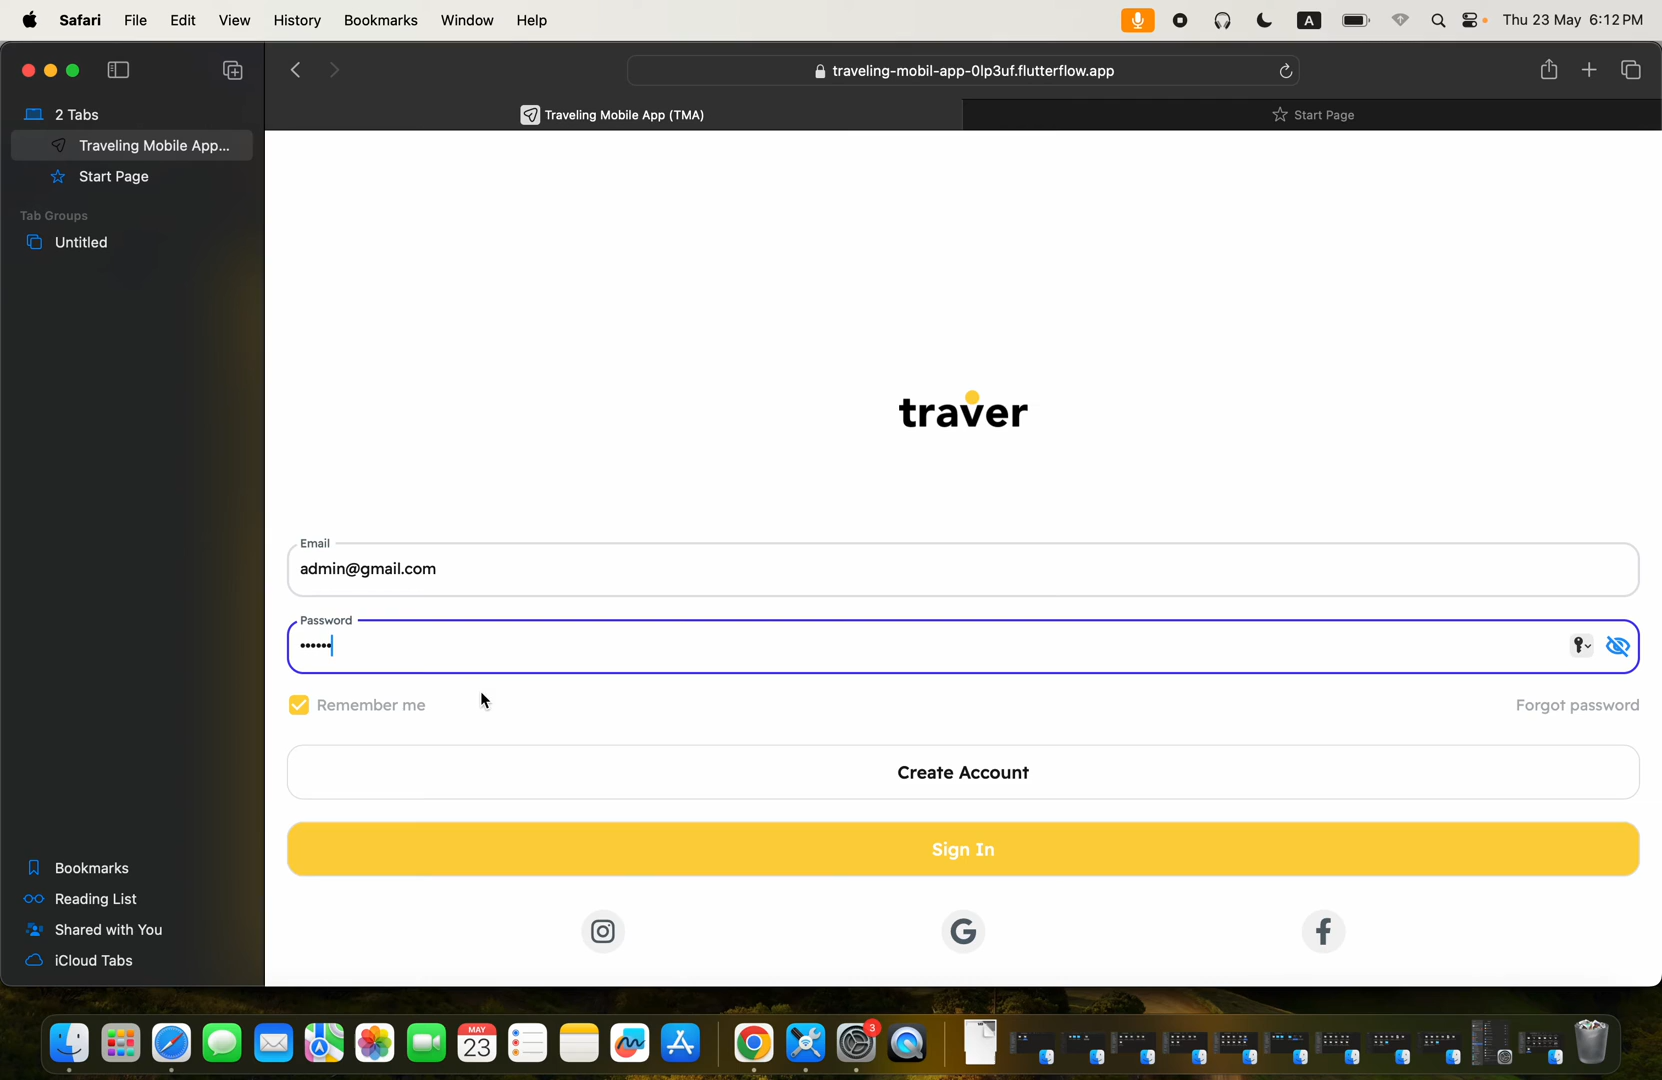 Safari File Edit View History Bookmarks Window Help A Thu 23 May 6:12 PM
traveling-mobil-app-0lp3uf.flutterflow.app
2 Tabs
Traveling Mobile App (TMA)
Start Page
Traveling Mobile App...
Start Page
Tab Groups
Untitled
traver
Email
admin@gmail.com
Password
••••••
Remember me
Forgot password
Create Account
Sign In
Bookmarks
Reading List
Shared with You
iCloud Tabs
MAY
23
3